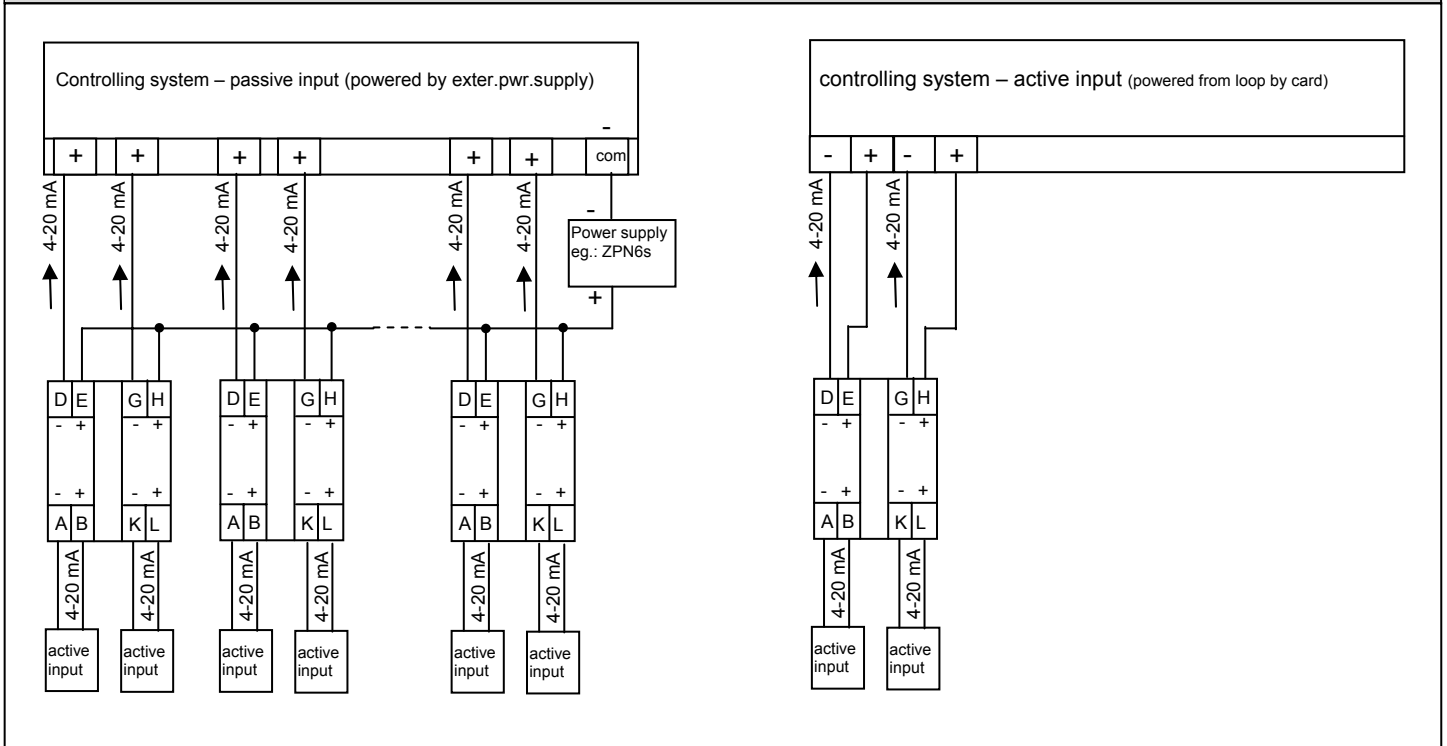 Controlling system – passive input (powered by exter.pwr.supply)
-
+ + + + + + com
4-20 mA 4-20 mA 4-20 mA 4-20 mA 4-20 mA 4-20 mA
-
Power supply
eg.: ZPN6s
+
D E G H D E G H D E G H
- + - + - + - + - + - +
- + - + - + - + - + - +
A B K L A B K L A B K L
4-20 mA 4-20 mA 4-20 mA 4-20 mA 4-20 mA 4-20 mA
active active active active active active
input input input input input input
controlling system – active input (powered from loop by card)
- + - +
4-20 mA 4-20 mA
D E G H
- + - +
- + - +
A B K L
4-20 mA 4-20 mA
active active
input input